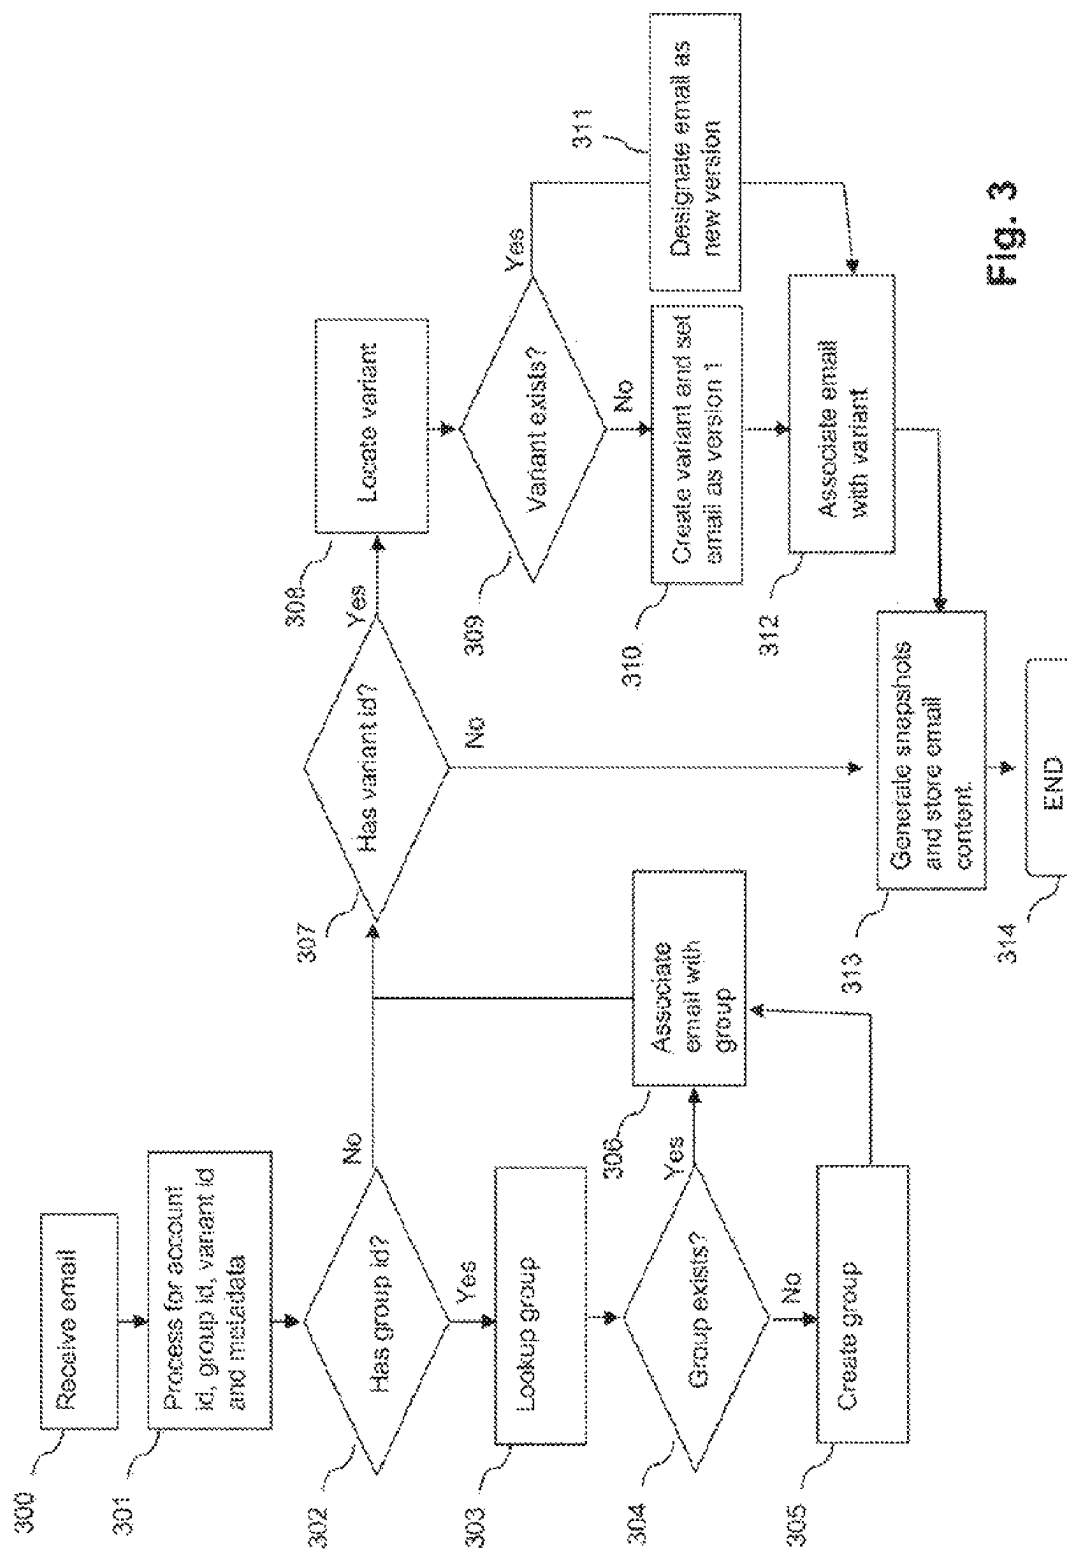 300
Receive email
301
Process for account
id, group id, variant id
and metadata
302
Has group id?
No
Yes
303
Lookup group
304
Group exists?
Yes
No
305
Create group
306
Associate
email with
group
307
Has variant id?
Yes
No
308
Locate variant
309
Variant exists?
Yes
No
310
Create variant and set
email as version 1
311
Designate email as
new version
312
Associate email
with variant
313
Generate snapshots
and store email
content.
314
END
Fig. 3